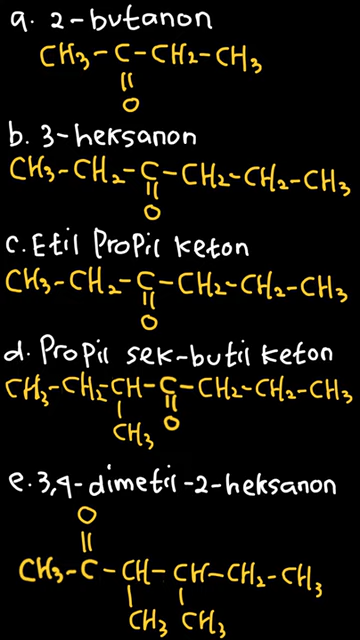 a. 2-butanon
CH3-C-CH2-CH3
||
O
b. 3-heksanon
CH3-CH2-C-CH2-CH2-CH3
||
O
c. Etil Propil keton
CH3-CH2-C-CH2-CH2-CH3
||
O
d. Propil sek-butil keton
CH3-CH2-CH-C-CH2-CH2-CH3
| ||
CH3 O
e. 3,4-dimetil-2-heksanon
O
||
CH3-C-CH-CH-CH2-CH3
| |
CH3 CH3